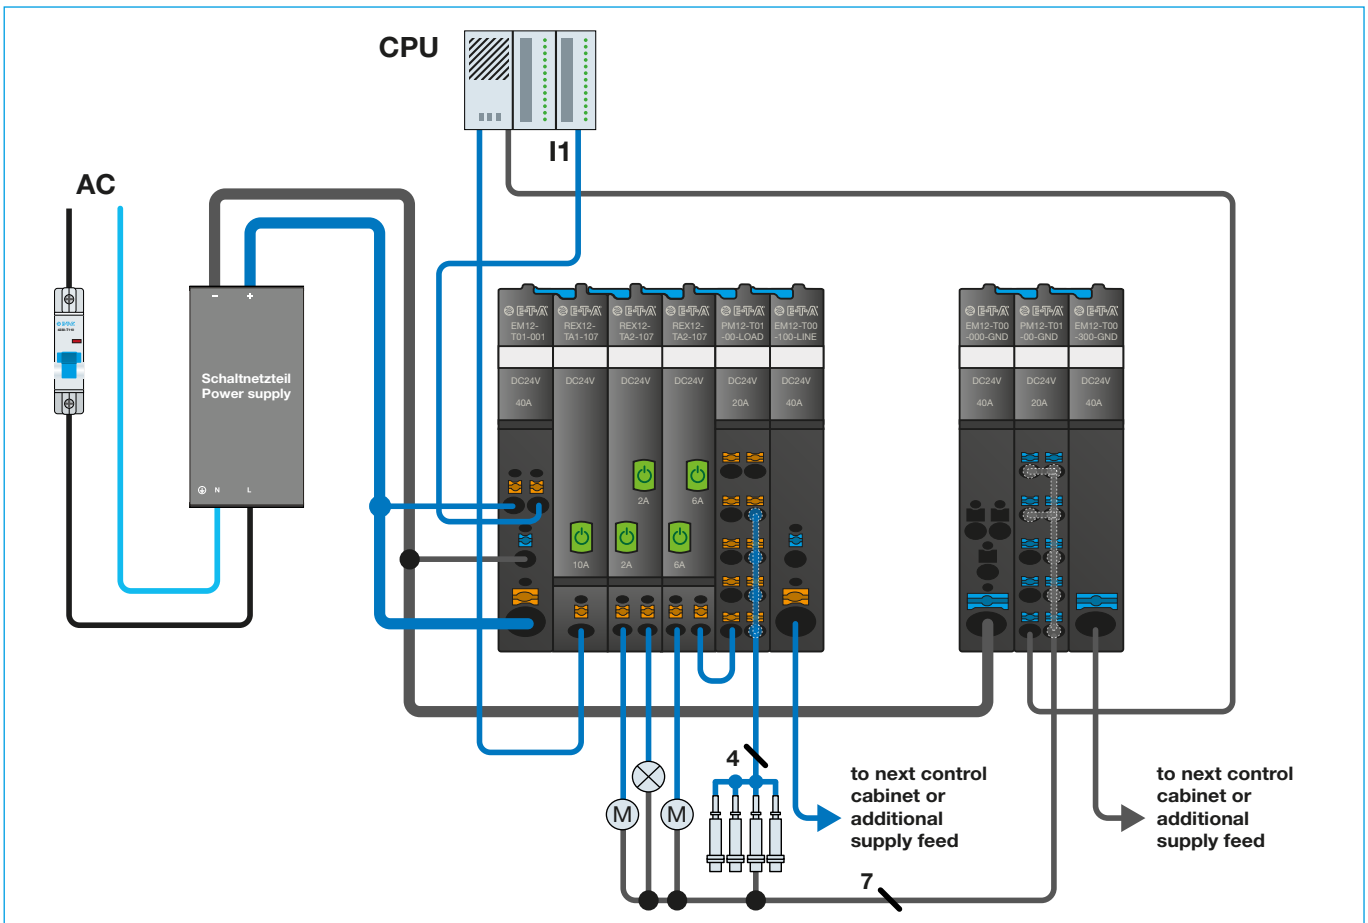 CPU
I1
AC
- +
Schaltnetzteil
Power supply
N L
E-T-A
EM12-
T01-001
DC24V
40A
E-T-A
REX12-
TA1-107
DC24V
10A
E-T-A
REX12-
TA2-107
DC24V
2A
2A
E-T-A
REX12-
TA2-107
DC24V
6A
6A
E-T-A
PM12-T01
-00-LOAD
DC24V
20A
E-T-A
EM12-T00
-100-LINE
DC24V
40A
E-T-A
EM12-T00
-000-GND
DC24V
40A
E-T-A
PM12-T01
-00-GND
DC24V
20A
E-T-A
EM12-T00
-300-GND
DC24V
40A
M
M
4
to next control
cabinet or
additional
supply feed
to next control
cabinet or
additional
supply feed
7